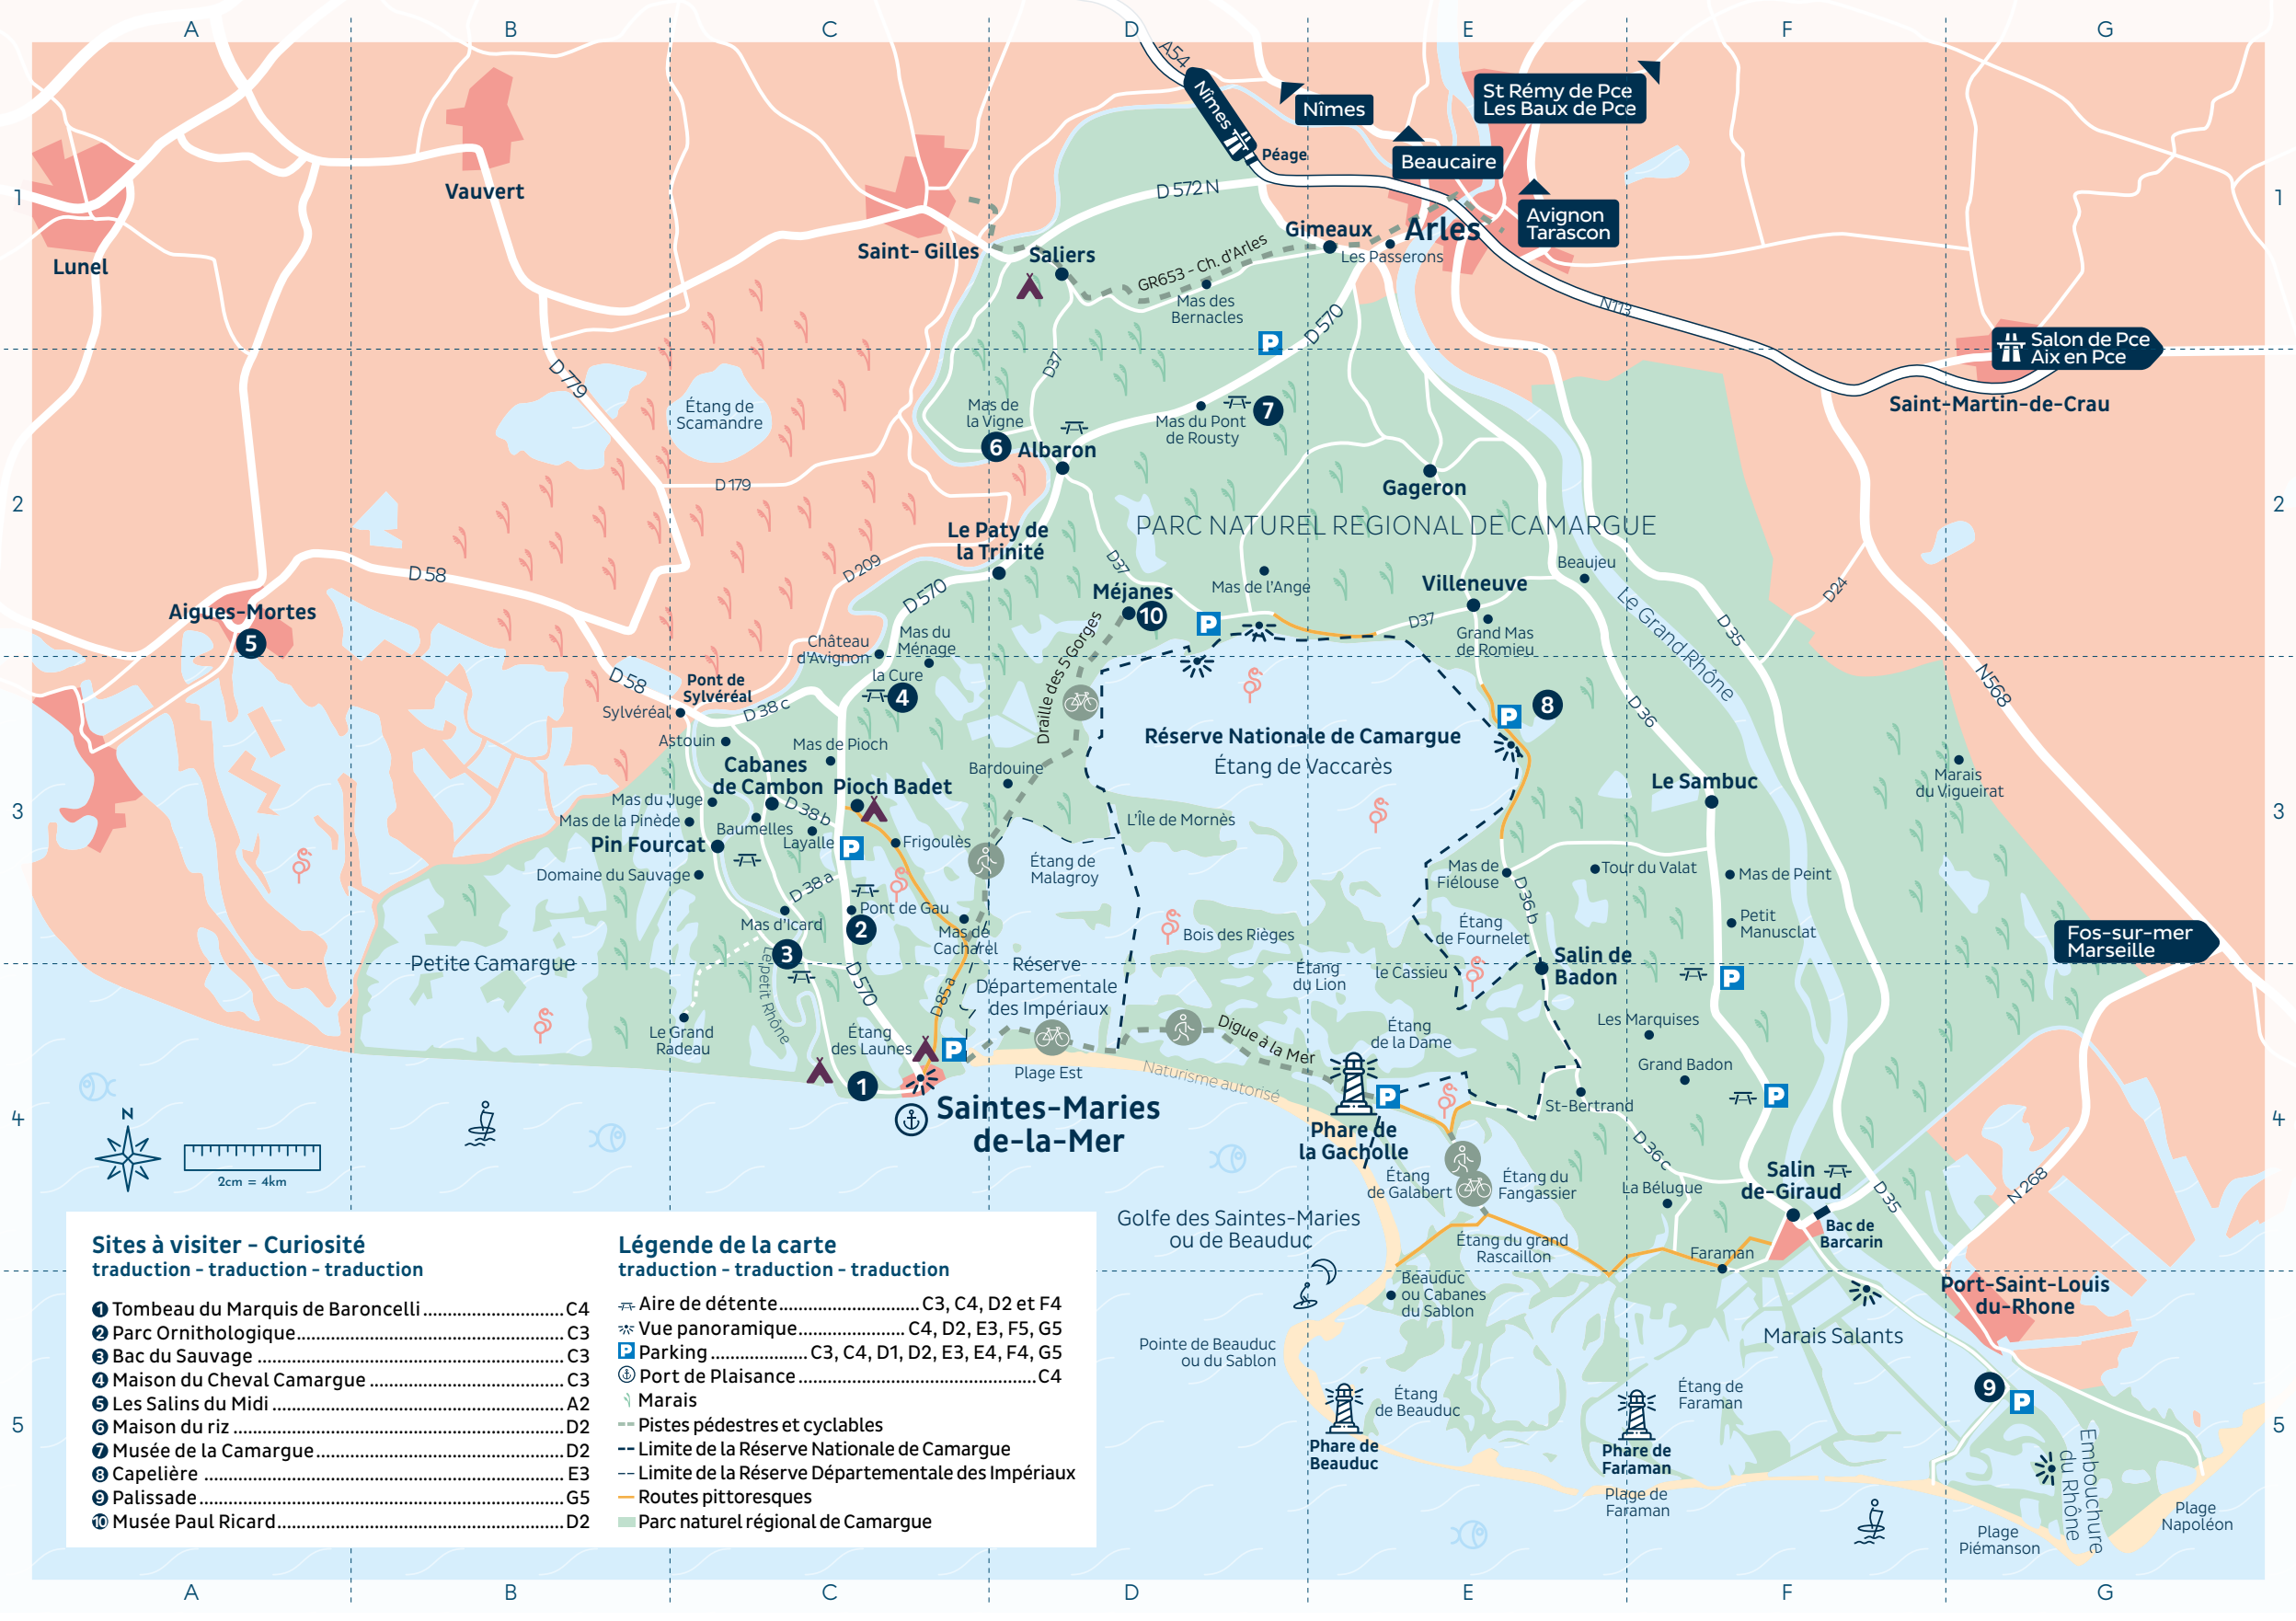 A B C D E F G
A54
Nîmes
Nîmes
St Rémy de Pce
Les Baux de Pce
Péage
Beaucaire
1
1
Vauvert
D 572 N
Avignon
Tarascon
Gimeaux
Arles
Les Passerons
Saint- Gilles
Saliers
GR653 - Ch. d'Arles
Lunel
Mas des
Bernacles
D 570
N113
Salon de Pce
Aix en Pce
D37
D 779
Étang de
Scamandre
Mas de
la Vigne
6
Albaron
Mas du Pont
de Rousty
7
Saint-Martin-de-Crau
D 179
Gageron
2
2
PARC NATUREL REGIONAL DE CAMARGUE
Le Paty de
la Trinité
D 209
D37
Beaujeu
D 58
D 570
Méjanes
10
Mas de l'Ange
Villeneuve
D24
Aigues-Mortes
5
Le Grand Rhône
D 35
D37
Grand Mas
de Romieu
Château
d'Avignon
Mas du
Ménage
la Cure
4
Draille des 5 Gorges
D 58
Pont de
Sylvéréal
Sylvéréal
D 38 c
8
D 36
N568
Astouin
Mas de Pioch
Réserve Nationale de Camargue
Étang de Vaccarès
Cabanes
de Cambon
Pioch Badet
Bardouine
Le Sambuc
Marais
du Vigueirat
3
3
Mas du Juge
D 38 b
Mas de la Pinède
Baumelles
L'Île de Mornès
Pin Fourcat
Layalle
Frigoulès
Étang de
Malagroy
Domaine du Sauvage
D 38 a
Mas de
Fiélouse
Tour du Valat
Mas de Peint
D36 b
Mas d'Icard
Pont de Gau
2
Mas de
Cacharel
Bois des Rièges
Étang
de Fournelet
Petit
Manusclat
Fos-sur-mer
Marseille
3
Petite Camargue
Réserve
Départementale
des Impériaux
Étang
du Lion
le Cassieu
Salin de
Badon
le petit Rhône
D 570
D85a
Le Grand
Radeau
Étang
des Launes
Digue à la Mer
Étang
de la Dame
Les Marquises
Grand Badon
Plage Est
Naturisme autorisé
1
Saintes-Maries
de-la-Mer
St-Bertrand
4
4
N
2cm = 4km
Phare de
la Gacholle
D36 c
Salin
de-Giraud
Étang
de Galabert
Étang du
Fangassier
La Bélugue
D 35
N 268
Golfe des Saintes-Maries
ou de Beauduc
Étang du grand
Rascaillon
Faraman
Bac de
Barcarin
Beauduc
ou Cabanes
du Sablon
Port-Saint-Louis
du-Rhone
Marais Salants
Pointe de Beauduc
ou du Sablon
9
Étang
de Beauduc
Étang de
Faraman
5
5
Phare de
Beauduc
Phare de
Faraman
Plage de
Faraman
Embouchure
du Rhône
Plage
Napoléon
Plage
Piémanson
Sites à visiter - Curiosité
traduction - traduction - traduction
1 Tombeau du Marquis de Baroncelli C4
2 Parc Ornithologique C3
3 Bac du Sauvage C3
4 Maison du Cheval Camargue C3
5 Les Salins du Midi A2
6 Maison du riz D2
7 Musée de la Camargue D2
8 Capelière E3
9 Palissade G5
10 Musée Paul Ricard D2
Légende de la carte
traduction - traduction - traduction
Aire de détente C3, C4, D2 et F4
Vue panoramique C4, D2, E3, F5, G5
P Parking C3, C4, D1, D2, E3, E4, F4, G5
Port de Plaisance C4
Marais
Pistes pédestres et cyclables
Limite de la Réserve Nationale de Camargue
Limite de la Réserve Départementale des Impériaux
Routes pittoresques
Parc naturel régional de Camargue
A B C D E F G